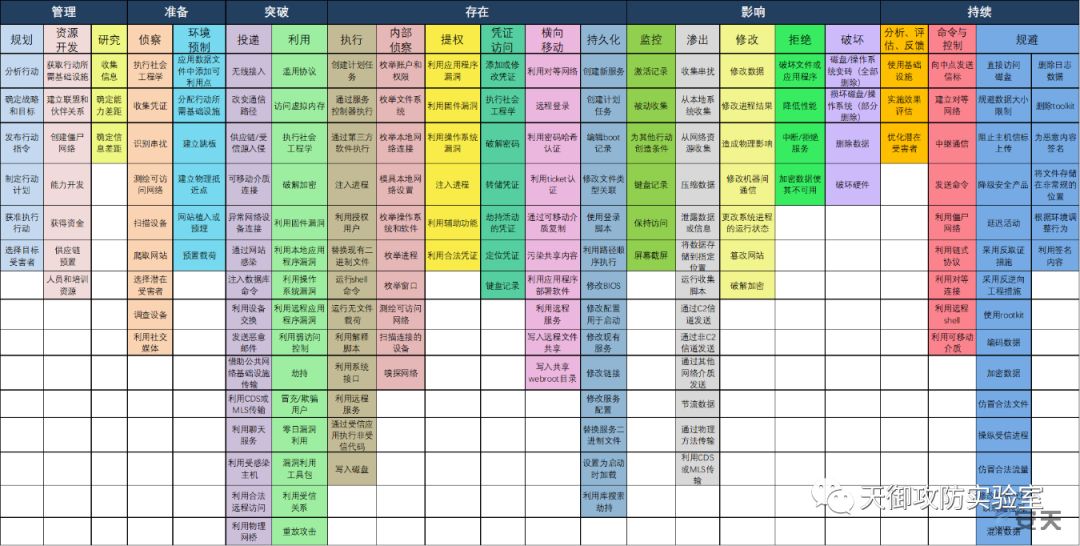 管理 准备 突破 存在 影响 持续
规划 资源开发 研究 侦察 环境预制 投递 利用 执行 内部侦察 提权 凭证访问 横向移动 持久化 监控 渗出 修改 拒绝 破坏 分析、评估、反馈 命令与控制 规避
分析行动 获取行动所需基础设施 收集信息 执行社会工程学 应用数据文件中添加可利用点 无线接入 滥用协议 创建计划任务 枚举账户和权限 利用应用程序漏洞 添加或修改凭证 利用对等网络 创建新服务 激活记录 收集串扰 修改数据 破坏文件或应用程序 磁盘/操作系统变砖（全部删除） 使用基础设施 向中点发送信标 直接访问磁盘 删除日志数据
确定战略和目标 建立联盟和伙伴关系 确定能力差距 收集凭证 分配行动所需基础设施 改变通信路径 访问虚拟内存 通过服务控制器执行 枚举文件系统 利用固件漏洞 执行社会工程学 远程登录 创建计划任务 被动收集 从本地系统收集 修改进程结果 降低性能 损坏磁盘/操作系统（部分删除） 实施效果评估 建立对等网络 规避数据大小限制 删除toolkit
发布行动指令 创建僵尸网络 确定信息差距 识别串扰 建立跳板 供应链/受信源入侵 执行社会工程学 通过第三方软件执行 枚举本地网络连接 利用操作系统漏洞 破解密码 利用密码哈希认证 编辑boot记录 为其他行动创造条件 从网络资源收集 造成物理影响 中断/拒绝服务 删除数据 优化潜在受害者 中继通信 阻止主机信标上传 为恶意内容签名
制定行动计划 能力开发 测绘可访问网络 建立物理抵近点 可移动介质连接 破解加密 注入进程 模具本地网络设置 注入进程 转储凭证 利用ticket认证 修改文件类型关联 键盘记录 压缩数据 修改机器间通信 加密数据使其不可用 破坏硬件 发送命令 降级安全产品 将文件存储在非常规的位置
获准执行行动 获得资金 扫描设备 网站植入或预埋 异常网络设备连接 利用固件漏洞 利用授权用户 枚举操作系统和软件 利用辅助功能 劫持活动的凭证 通过可移动介质复制 使用登录脚本 保持访问 泄露数据或信息 更改系统进程的运行状态 利用僵尸网络 延迟活动 根据环境调整行为
选择目标受害者 供应链预置 爬取网站 预置载荷 通过网站感染 利用本地应用程序漏洞 替换现有二进制文件 枚举进程 利用合法凭证 定位凭证 污染共享内容 利用路径顺序执行 屏幕截获 将数据存储到指定位置 篡改网站 利用链式协议 采用反取证措施 利用签名内容
人员和培训资源 选择潜在受害者 注入数据库命令 利用操作系统漏洞 运行shell命令 枚举窗口 键盘记录 利用应用程序部署软件 修改BIOS 运行收集脚本 破解加密 利用对等连接 采用反逆向工程措施
调查设备 利用设备交换 利用远程应用程序漏洞 运行无文件载荷 测绘可访问网络 利用远程服务 修改配置用于启动 通过C2信道发送 利用远程shell 使用rootkit
利用社交媒体 发送恶意邮件 利用弱访问控制 利用解释脚本 扫描连接的设备 写入远程文件共享 修改现有服务 通过非C2信道发送 利用可移动介质 编码数据
借助公共网络基础设施传输 劫持 利用系统接口 嗅探网络 写入共享webroot目录 修改链接 通过其他网络介质发送 加密数据
利用CDS或MLS传输 冒充/欺骗用户 利用远程服务 修改服务配置 节流数据 仿冒合法文件
利用聊天服务 零日漏洞利用 通过受信应用执行非受信代码 替换服务二进制文件 通过物理方法传输 操纵受信进程
利用受感染主机 漏洞利用工具包 写入磁盘 设置为启动时加载 利用CDS或MLS传输 仿冒合法流量
利用合法远程访问 利用受信关系 利用库搜索劫持
利用物理网络 重放攻击 数据
天御攻防实验室
安天